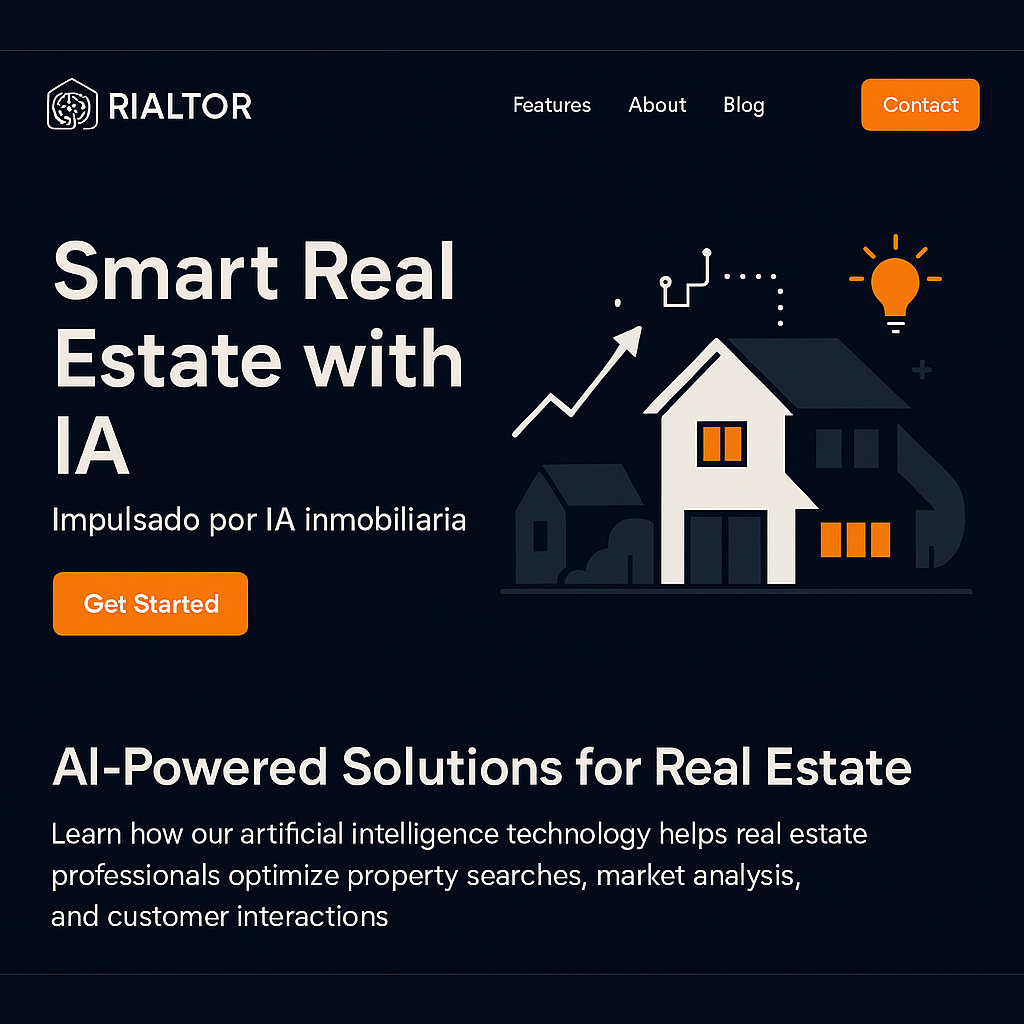 RIALTOR
Features About Blog Contact
Smart Real
Estate with
IA
Impulsado por IA inmobiliaria
Get Started
AI-Powered Solutions for Real Estate
Learn how our artificial intelligence technology helps real estate
professionals optimize property searches, market analysis,
and customer interactions